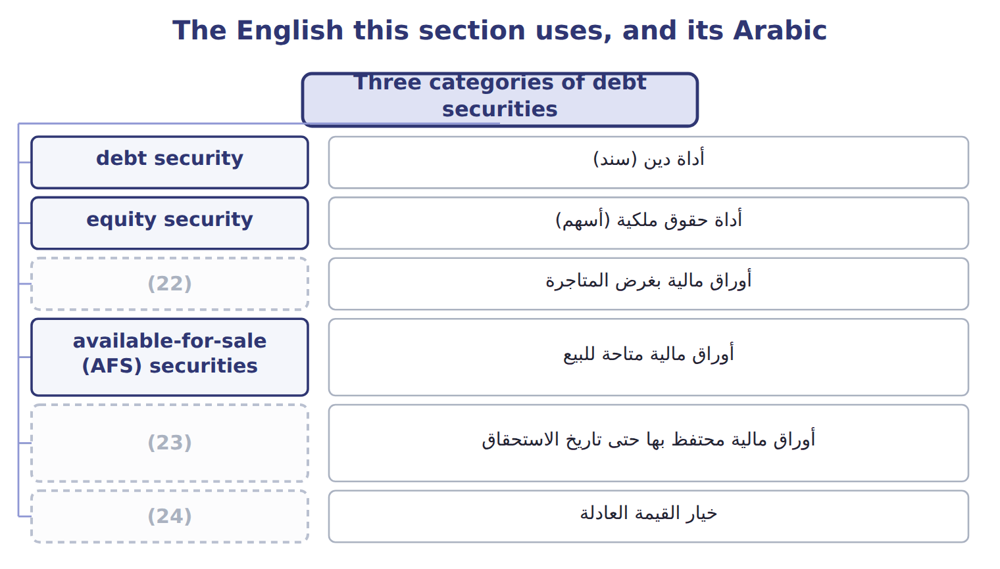 The English this section uses, and its Arabic
Three categories of debt
securities
debt security
أداة دين (سند)
equity security
أداة حقوق ملكية (أسهم)
(22)
أوراق مالية بغرض المتاجرة
available-for-sale
(AFS) securities
أوراق مالية متاحة للبيع
(23)
أوراق مالية محتفظ بها حتى تاريخ الاستحقاق
(24)
خيار القيمة العادلة